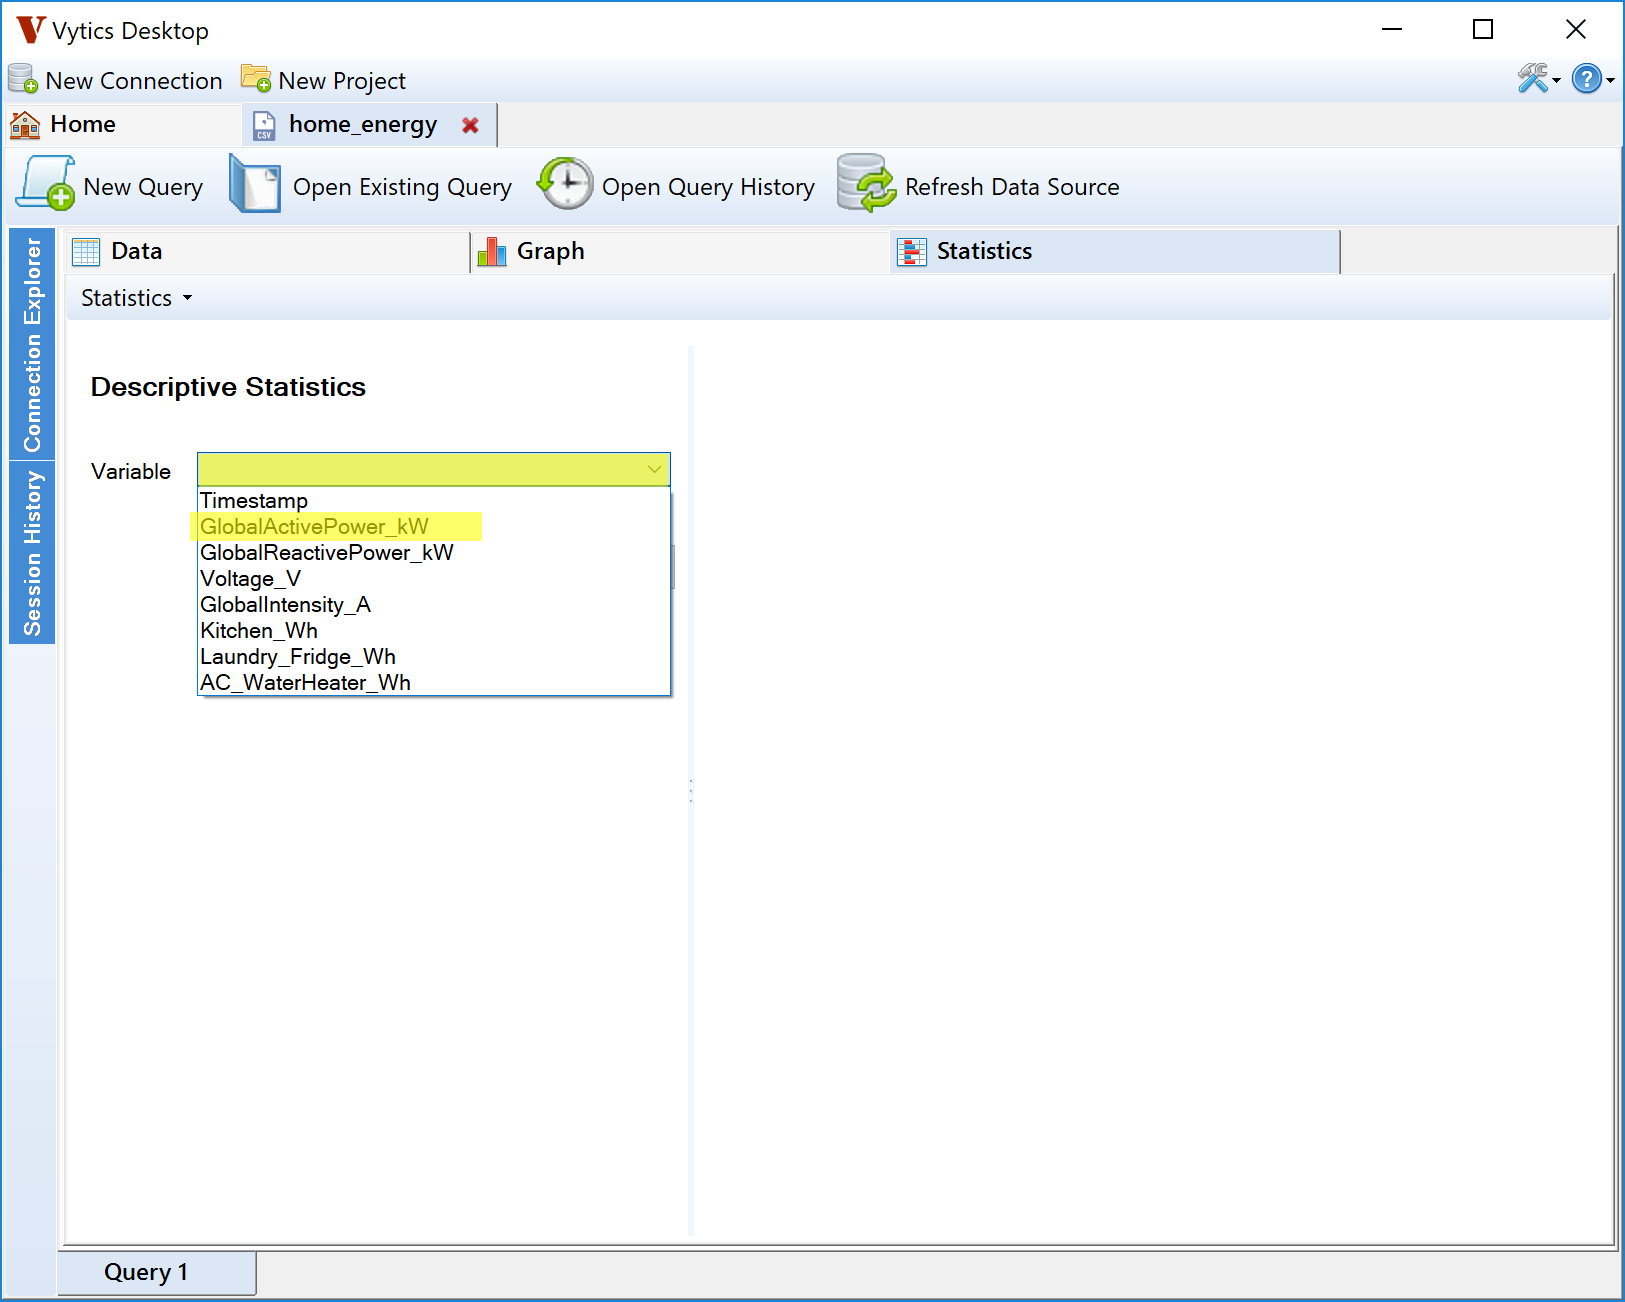 Vytics Desktop
New Connection New Project
Home home_energy
CSV
New Query Open Existing Query Open Query History Refresh Data Source
Connection Explorer
Session History
Data Graph Statistics
Statistics
Descriptive Statistics
Variable
Timestamp
GlobalActivePower_kW
GlobalReactivePower_kW
Voltage_V
GlobalIntensity_A
Kitchen_Wh
Laundry_Fridge_Wh
AC_WaterHeater_Wh
Query 1